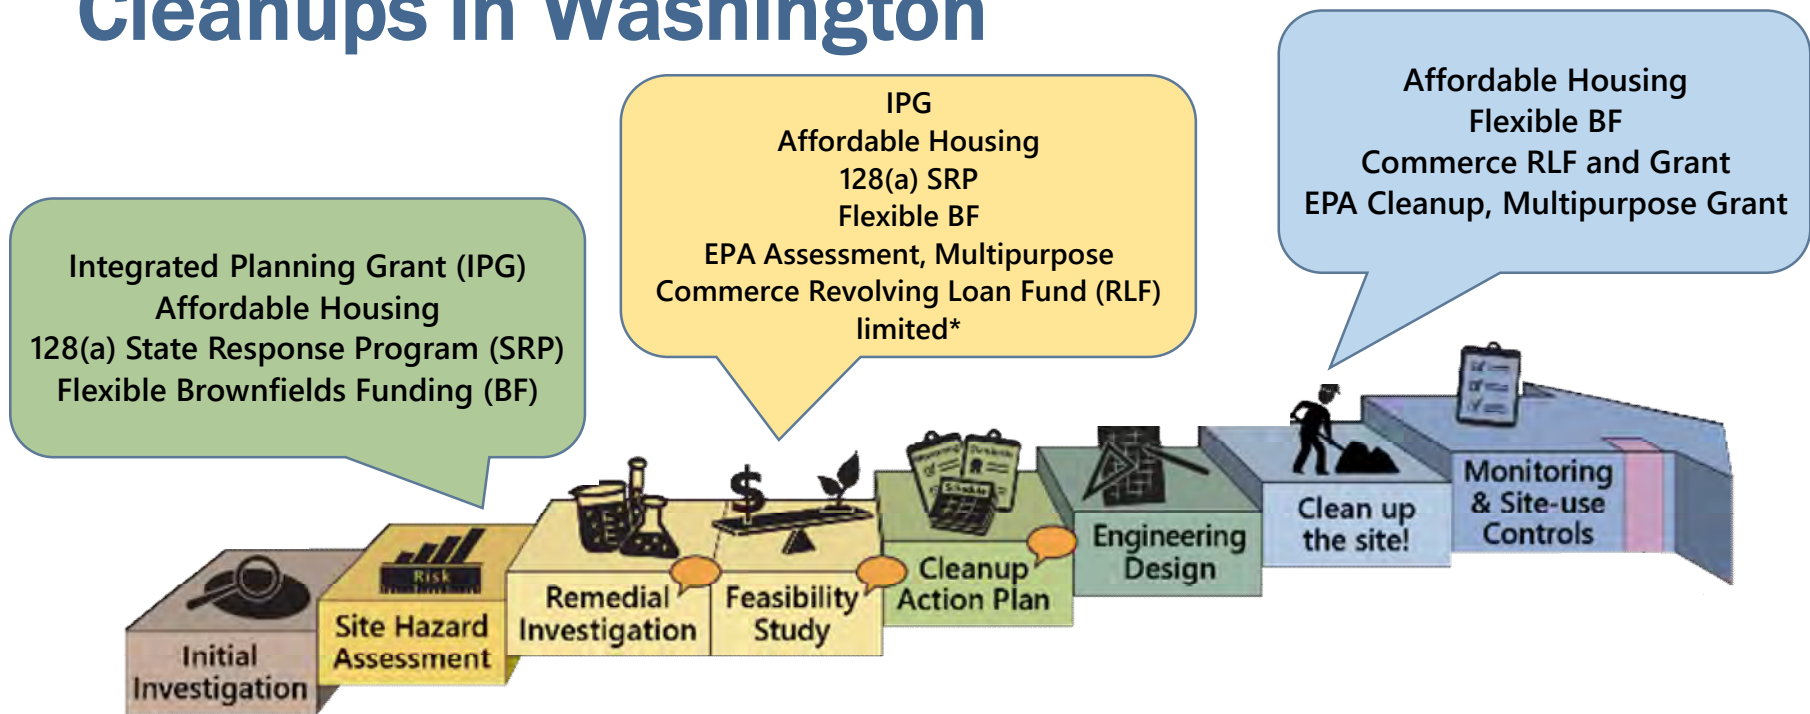 Cleanups in Washington
Affordable Housing
Flexible BF
Commerce RLF and Grant
EPA Cleanup, Multipurpose Grant
IPG
Affordable Housing
128(a) SRP
Flexible BF
EPA Assessment, Multipurpose
Commerce Revolving Loan Fund (RLF)
limited*
Integrated Planning Grant (IPG)
Affordable Housing
128(a) State Response Program (SRP)
Flexible Brownfields Funding (BF)
Initial
Investigation
Risk
Site Hazard
Assessment
Remedial
Investigation
$
Feasibility
Study
Monitoring
Standards
Schedule
Cleanup
Action Plan
Engineering
Design
Clean up
the site!
Monitoring
& Site-use
Controls